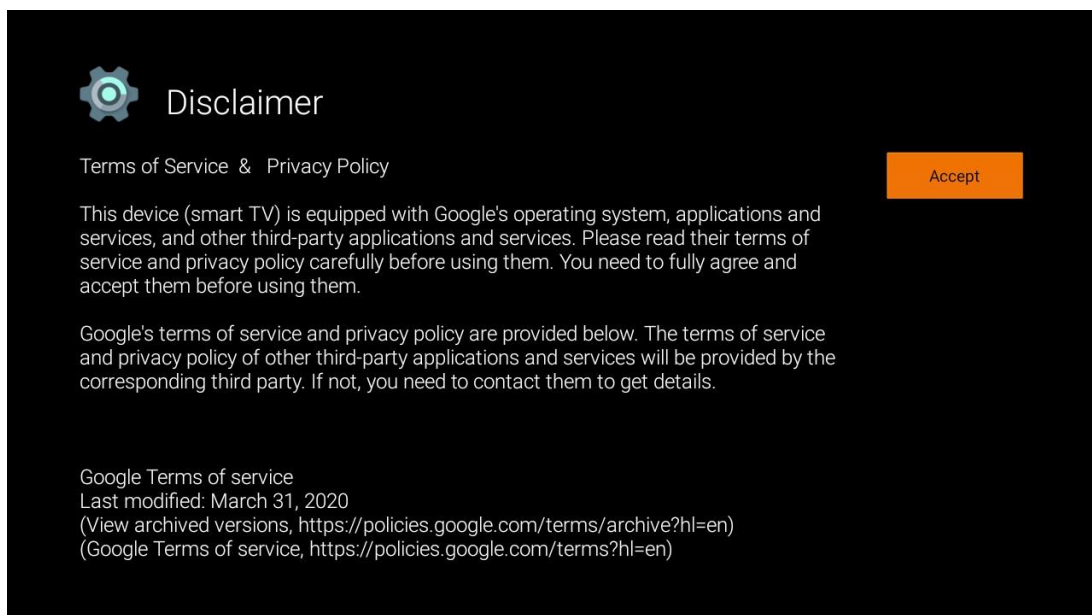 Disclaimer
Terms of Service & Privacy Policy
Accept
This device (smart TV) is equipped with Google's operating system, applications and
services, and other third-party applications and services. Please read their terms of
service and privacy policy carefully before using them. You need to fully agree and
accept them before using them.
Google's terms of service and privacy policy are provided below. The terms of service
and privacy policy of other third-party applications and services will be provided by the
corresponding third party. If not, you need to contact them to get details.
Google Terms of service
Last modified: March 31, 2020
(View archived versions, https://policies.google.com/terms/archive?hl=en)
(Google Terms of service, https://policies.google.com/terms?hl=en)